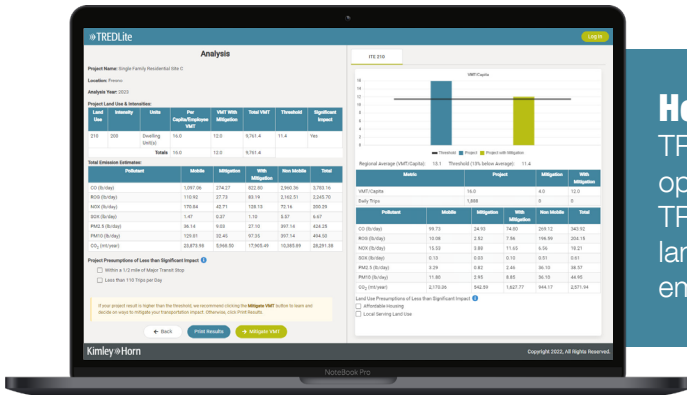 TREDLite
Log In
Analysis
Project Name: Single-Family Residential Site C
Location: Fresno
Analysis Year: 2023
Project Land Use & Intensities:
Land Use Intensity Units Per Capita/Employee VMT VMT With Mitigation Total VMT Threshold Significant Impact
210 200 Dwelling Unit(s) 16.0 12.0 9,761.4 11.4 Yes
Totals 16.0 12.0 9,761.4
Total Emission Estimates:
Pollutant Mobile Mitigation With Mitigation Non Mobile Total
CO (lb/day) 1,097.06 274.27 822.80 2,960.36 3,783.16
ROG (lb/day) 110.92 27.73 83.19 2,162.51 2,245.70
NOX (lb/day) 170.84 42.71 128.13 72.16 200.29
SOX (lb/day) 1.47 0.37 1.10 5.57 6.67
PM2.5 (lb/day) 36.14 9.03 27.10 397.14 424.25
PM10 (lb/day) 129.81 32.45 97.36 397.14 494.50
CO2 (mt/year) 23,873.98 5,968.50 17,905.49 10,385.89 28,291.38
Project Presumptions of Less than Significant Impact
Within a 1/2 mile of Major Transit Stop
Less than 110 Trips per Day
If your project result is higher than the threshold, we recommend clicking the Mitigate VMT button to learn and
decide on ways to mitigate your transportation impact. Otherwise, click Print Results.
← Back
Print Results
→ Mitigate VMT
ITE 210
VMT/Capita
16
14
12
10
8
6
4
2
0
Threshold Project Project with Mitigation
Regional Average (VMT/Capita): 13.1 Threshold (13% below Average): 11.4
Metric Project Mitigation With Mitigation
VMT/Capita 16.0 4.0 12.0
Daily Trips 1,888 0 0
Pollutant Mobile Mitigation With Mitigation Non Mobile Total
CO (lb/day) 99.73 24.93 74.80 269.12 343.92
ROG (lb/day) 10.08 2.52 7.56 196.59 204.15
NOX (lb/day) 15.53 3.88 11.65 6.56 18.21
SOX (lb/day) 0.13 0.03 0.10 0.51 0.61
PM2.5 (lb/day) 3.29 0.82 2.46 36.10 38.57
PM10 (lb/day) 11.80 2.95 8.85 36.10 44.95
CO2 (mt/year) 2,170.36 542.59 1,627.77 944.17 2,571.94
Land Use Presumptions of Less than Significant Impact
Affordable Housing
Local Serving Land Use
Kimley»Horn
Copyright 2022, All Rights Reserved.
NoteBook Pro